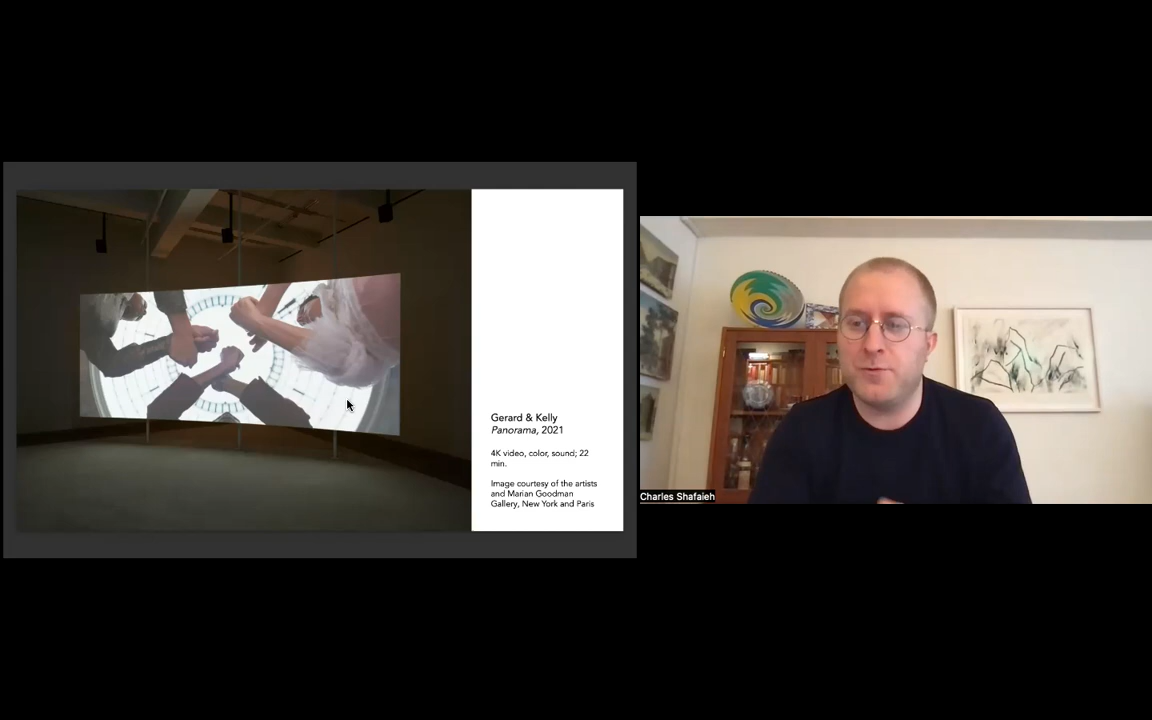 Gerard & Kelly
Panorama, 2021
4K video, color, sound; 22
min.
Image courtesy of the artists
and Marian Goodman
Gallery, New York and Paris
Charles Shafaieh